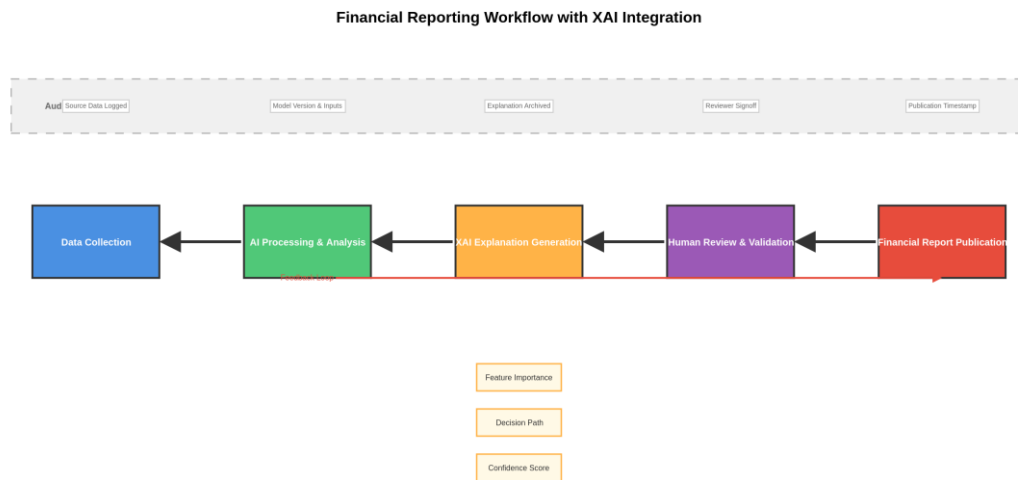 Financial Reporting Workflow with XAI Integration
Aud
Source Data Logged
Model Version & Inputs
Explanation Archived
Reviewer Signoff
Publication Timestamp
Data Collection
AI Processing & Analysis
XAI Explanation Generation
Human Review & Validation
Financial Report Publication
Feedback Loop
Feature Importance
Decision Path
Confidence Score